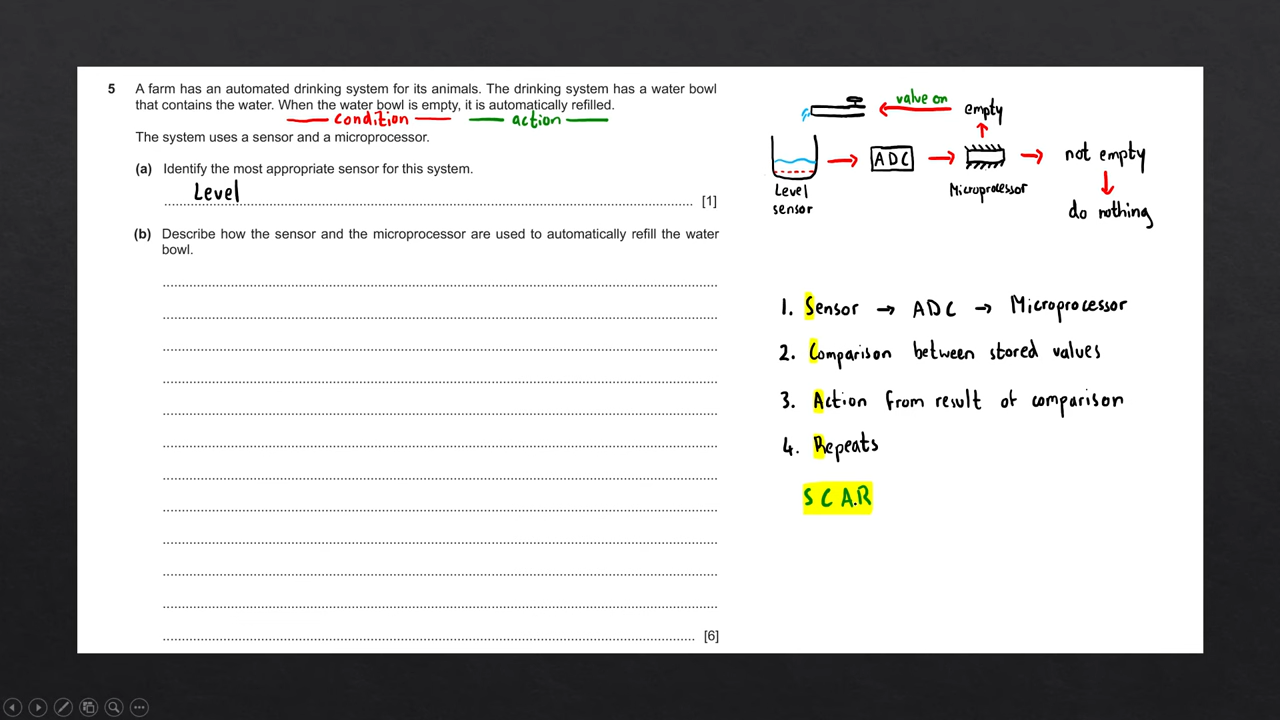 5 A farm has an automated drinking system for its animals. The drinking system has a water bowl
that contains the water. When the water bowl is empty, it is automatically refilled.
condition action
The system uses a sensor and a microprocessor.
(a) Identify the most appropriate sensor for this system.
Level
[1]
(b) Describe how the sensor and the microprocessor are used to automatically refill the water
bowl.
[6]
valve on
empty
ADC
not empty
Level
sensor
Microprocessor
do nothing
1. Sensor → ADC → Microprocessor
2. Comparison between stored values
3. Action from result of comparison
4. Repeats
SCAR